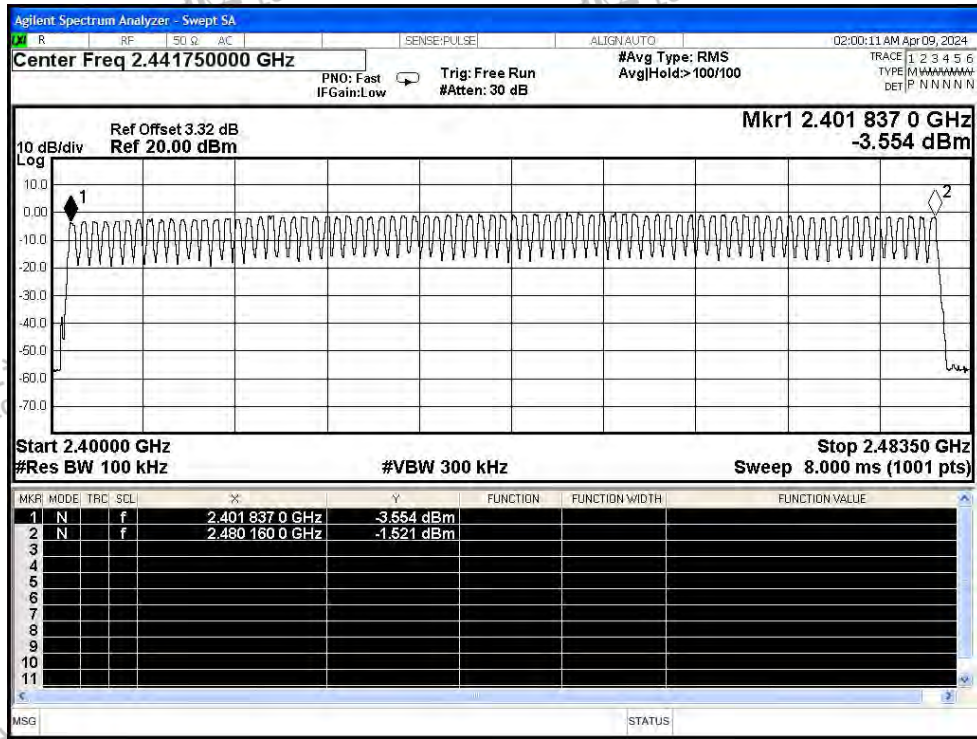 Agilent Spectrum Analyzer - Swept SA
LXI R RF 50 Ω AC SENSE:PULSE ALIGN AUTO 02:00:11 AM Apr 09, 2024
Center Freq 2.441750000 GHz #Avg Type: RMS TRACE 1 2 3 4 5 6
PNO: Fast Trig: Free Run Avg|Hold:>100/100 TYPE M WWWWW
IFGain:Low #Atten: 30 dB DET P N N N N N
Mkr1 2.401 837 0 GHz
Ref Offset 3.32 dB
10 dB/div Ref 20.00 dBm -3.554 dBm
Log
10.0
1
2
0.00
-10.0
-20.0
-30.0
-40.0
-50.0
-60.0
-70.0
Start 2.40000 GHz Stop 2.48350 GHz
#Res BW 100 kHz #VBW 300 kHz Sweep 8.000 ms (1001 pts)
MKR MODE TRC SCL X Y FUNCTION FUNCTION WIDTH FUNCTION VALUE
1 N f 2.401 837 0 GHz -3.554 dBm
2 N f 2.480 160 0 GHz -1.521 dBm
3
4
5
6
7
8
9
10
11
MSG STATUS